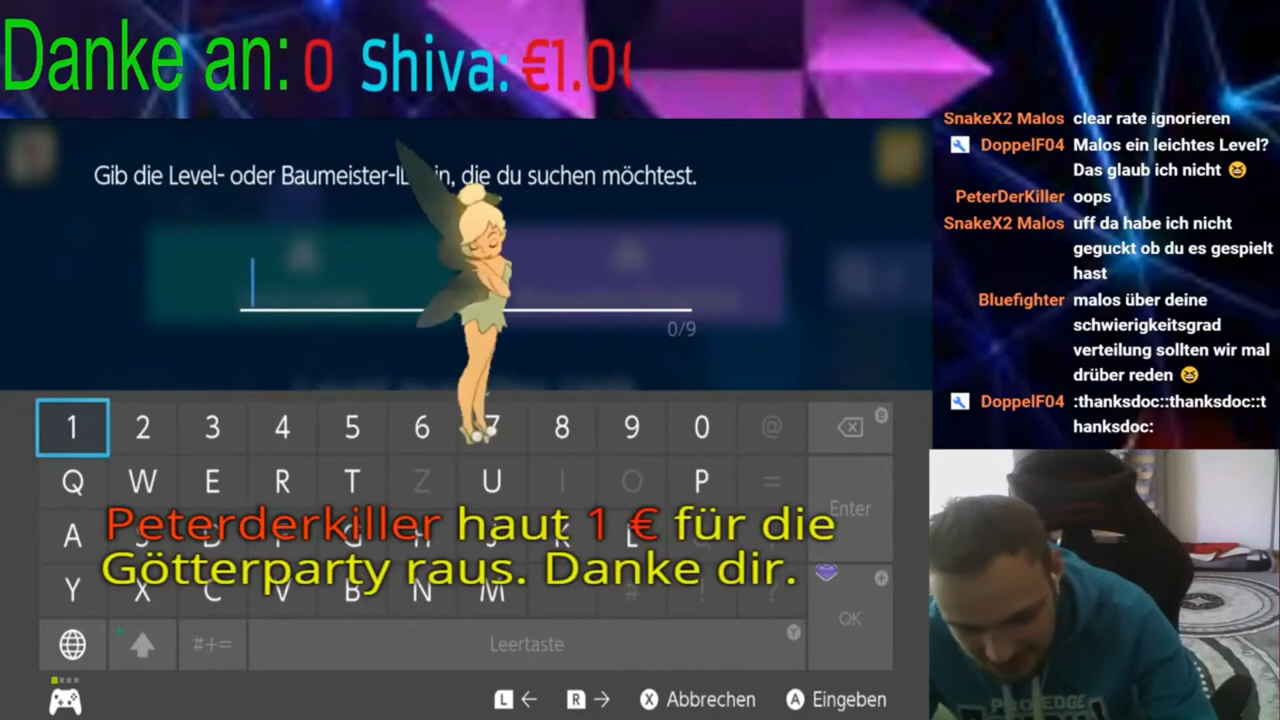 Danke an: 0 Shiva: €1.0
Gib die Level- oder Baumeister-I in, die du suchen möchtest.
0/9
1 2 3 4 5 6 7 8 9 0 @
Q W E R T Z U I O P =
Enter
A S D F G H J K L
Peterderkiller haut 1 € für die
Götterparty raus. Danke dir.
Y X C V B N M # ! ?
OK
#+= Leertaste Y
L ← R → X Abbrechen A Eingeben
SnakeX2 Malos clear rate ignorieren
DoppelF04 Malos ein leichtes Level?
Das glaub ich nicht 😆
PeterDerKiller oops
SnakeX2 Malos uff da habe ich nicht
geguckt ob du es gespielt
hast
Bluefighter malos über deine
schwierigkeitsgrad
verteilung sollten wir mal
drüber reden 😆
DoppelF04 :thanksdoc::thanksdoc::t
hanksdoc:
PRO EDGE